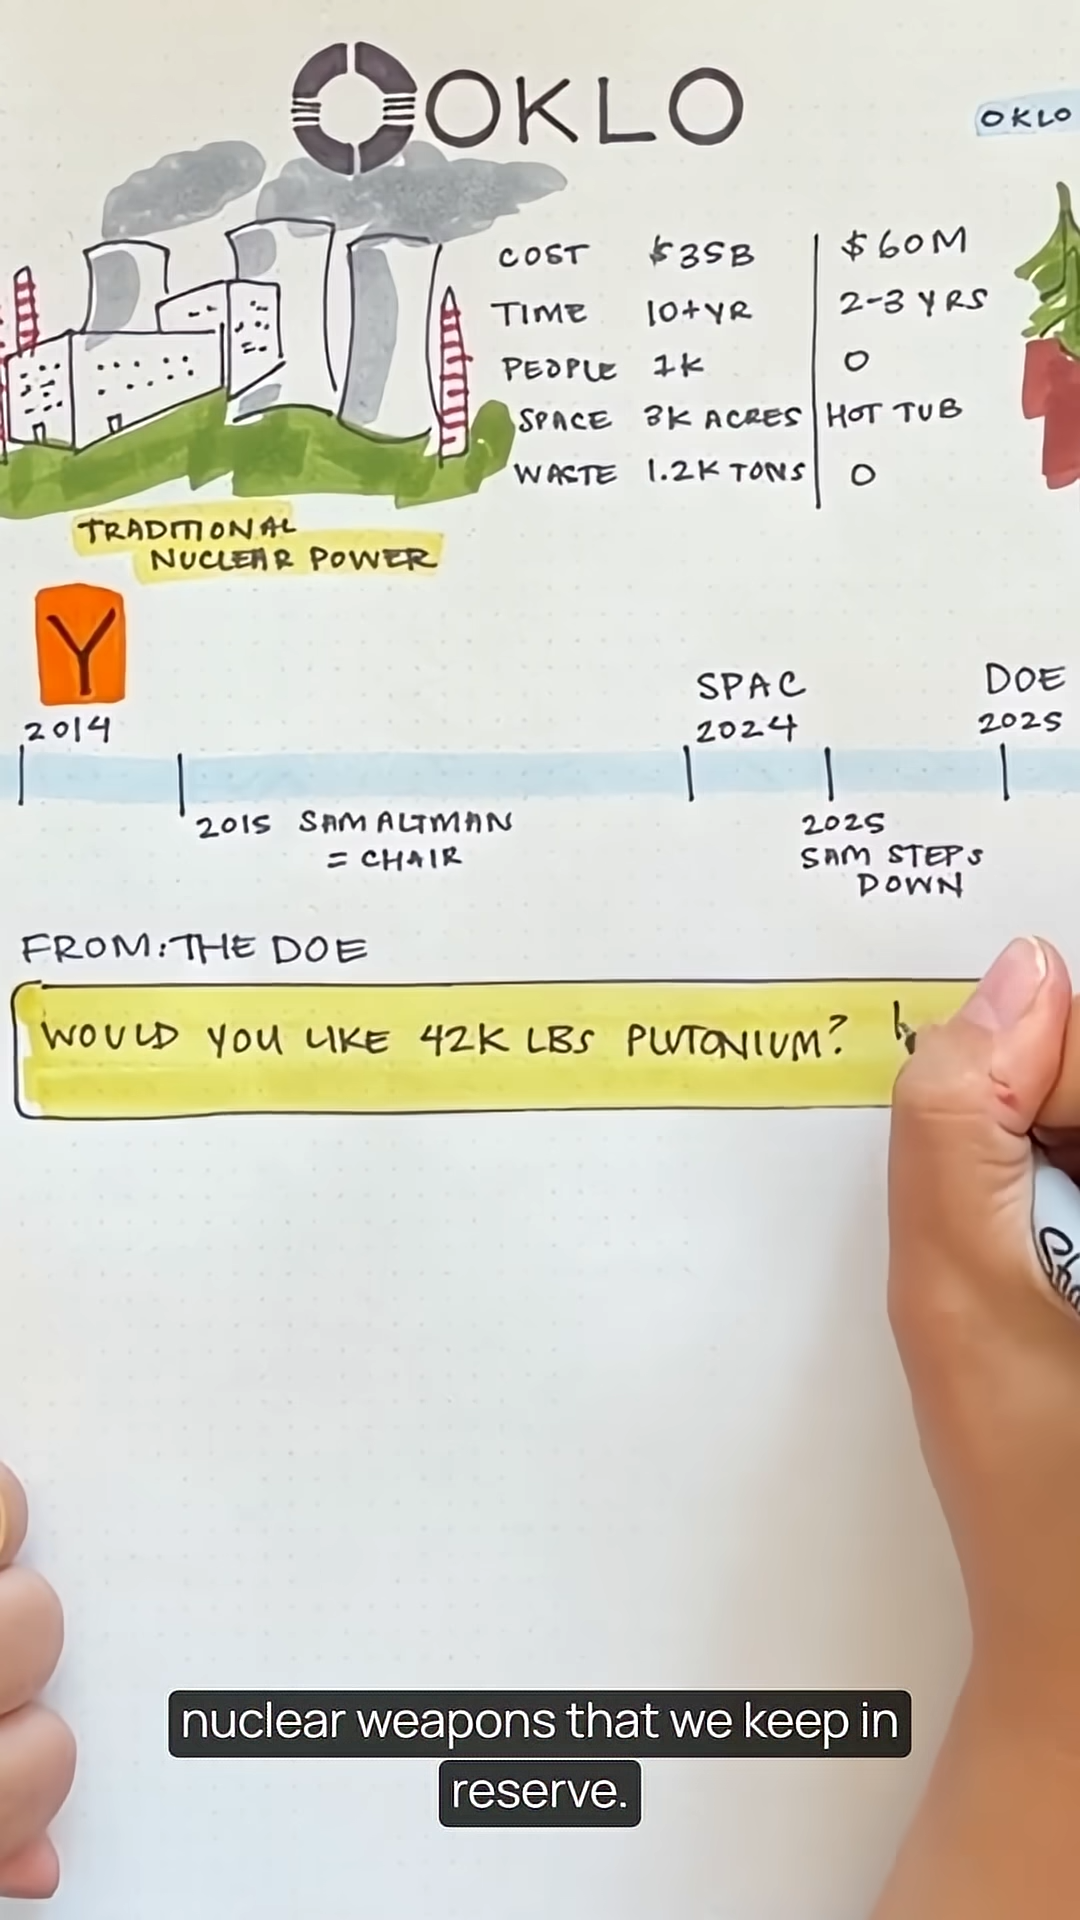 OKLO
OKLO
COST $35B $60M
TIME 10+YR 2-3 YRS
PEOPLE 1K 0
SPACE 3K ACRES HOT TUB
WASTE 1.2K TONS 0
TRADITIONAL
NUCLEAR POWER
Y
2014
SPAC
2024
DOE
2025
2015 SAM ALTMAN
= CHAIR
2025
SAM STEPS
DOWN
FROM: THE DOE
WOULD YOU LIKE 42K LBS PLUTONIUM?
nuclear weapons that we keep in
reserve.